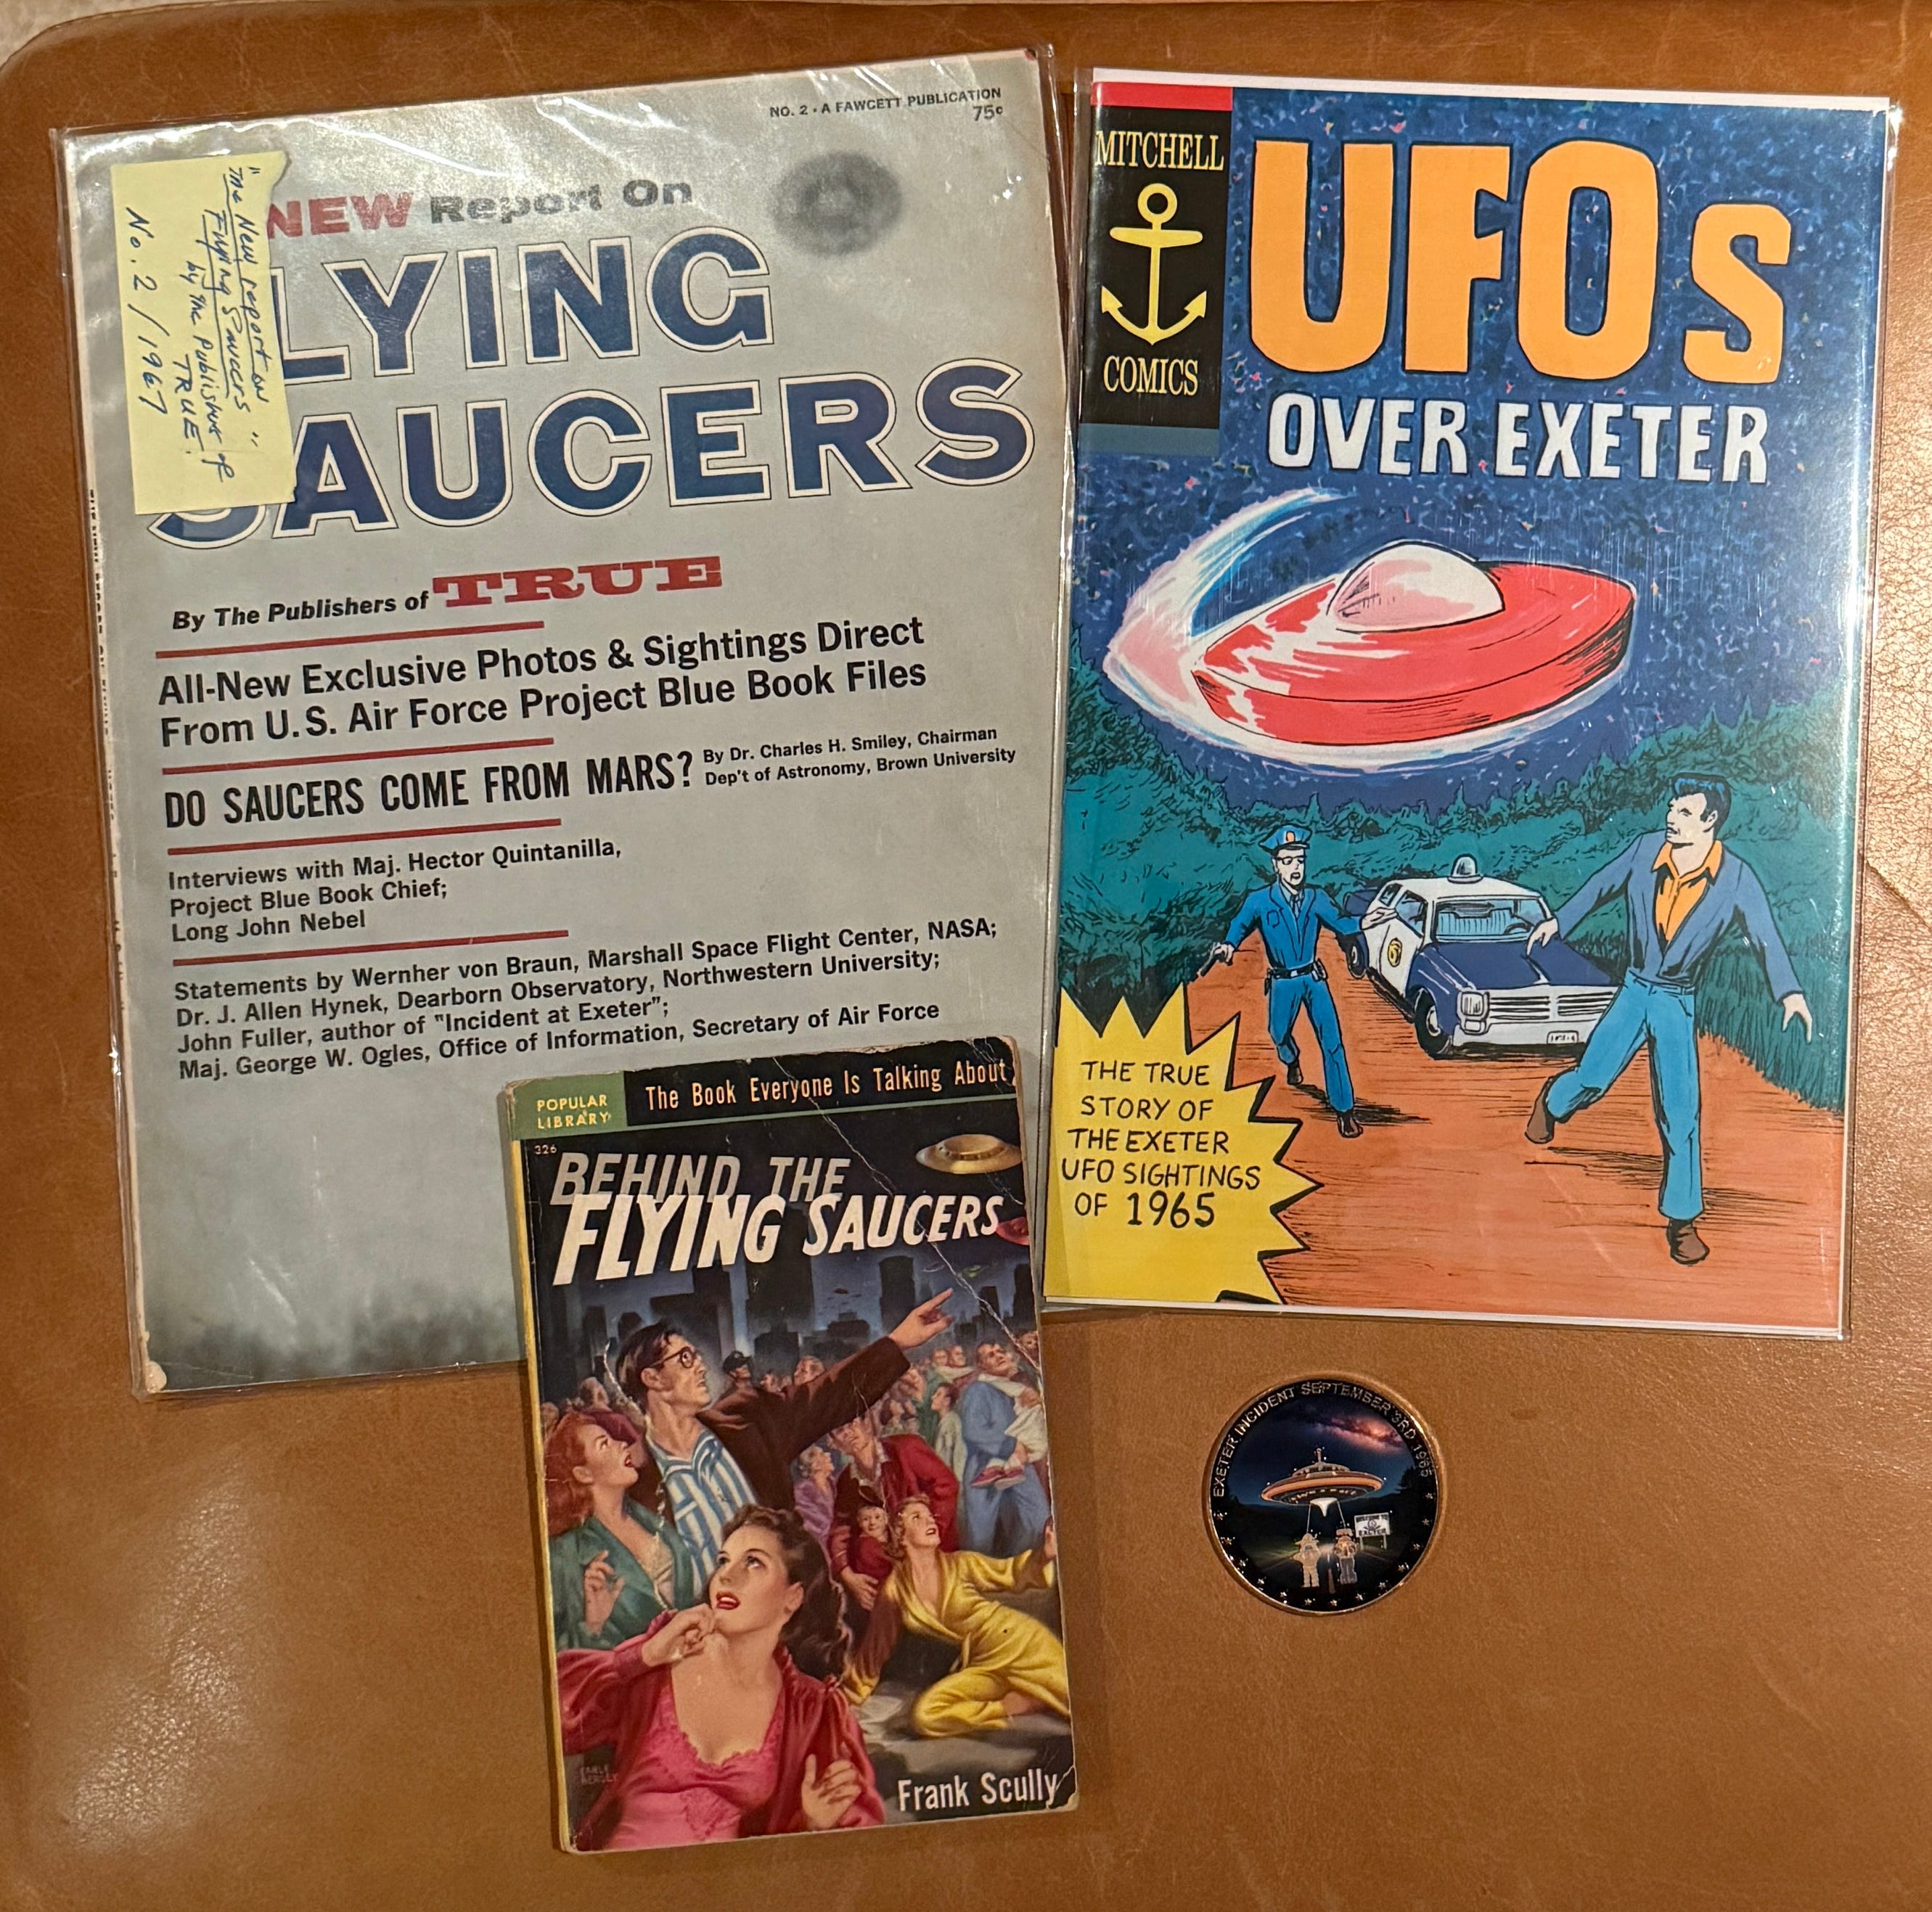 NO. 2 • A FAWCETT PUBLICATION
75¢
NEW Report On
LYING
SAUCERS
"The New report on
Flying Saucers"
by the Publishers of
TRUE.
No. 2 / 1967
By The Publishers of TRUE
All-New Exclusive Photos & Sightings Direct
From U.S. Air Force Project Blue Book Files
DO SAUCERS COME FROM MARS?
By Dr. Charles H. Smiley, Chairman
Dep't of Astronomy, Brown University
Interviews with Maj. Hector Quintanilla,
Project Blue Book Chief;
Long John Nebel
Statements by Wernher von Braun, Marshall Space Flight Center, NASA;
Dr. J. Allen Hynek, Dearborn Observatory, Northwestern University;
John Fuller, author of "Incident at Exeter";
Maj. George W. Ogles, Office of Information, Secretary of Air Force
MITCHELL
COMICS
UFOs
OVER EXETER
THE TRUE
STORY OF
THE EXETER
UFO SIGHTINGS
OF 1965
POPULAR
LIBRARY
The Book Everyone Is Talking About
326
BEHIND THE
FLYING SAUCERS
EARLE
BERGEY
Frank Scully
EXETER INCIDENT SEPTEMBER 3RD 1965
WELCOME TO
EXETER